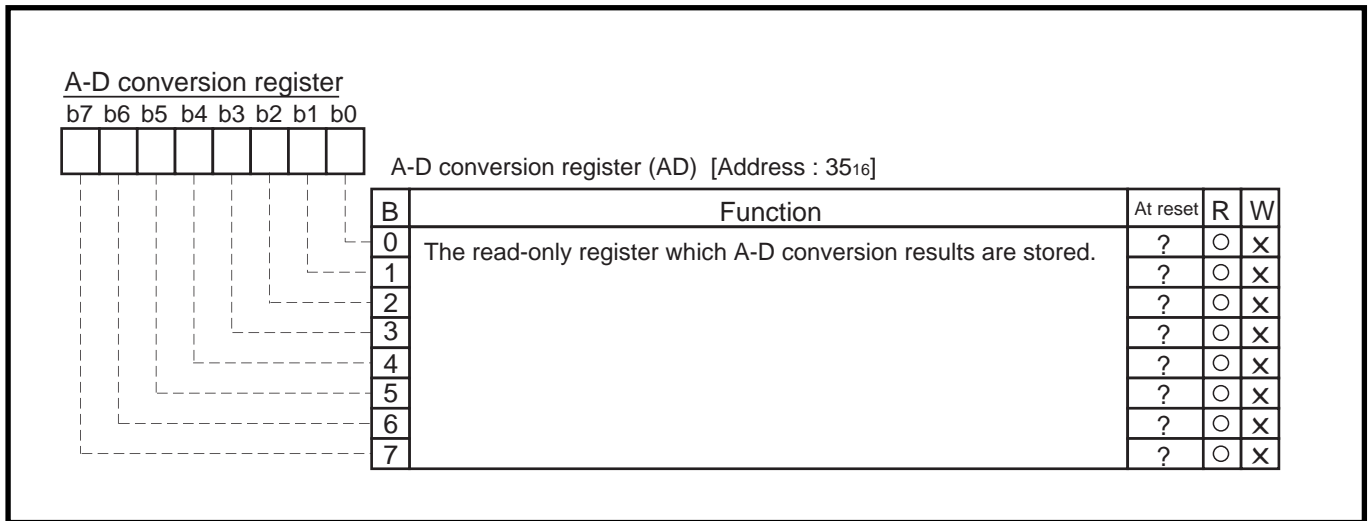 A-D conversion register
b7 b6 b5 b4 b3 b2 b1 b0
A-D conversion register (AD) [Address : 3516]
B Function At reset R W
0 The read-only register which A-D conversion results are stored. ? ○ ×
1 ? ○ ×
2 ? ○ ×
3 ? ○ ×
4 ? ○ ×
5 ? ○ ×
6 ? ○ ×
7 ? ○ ×